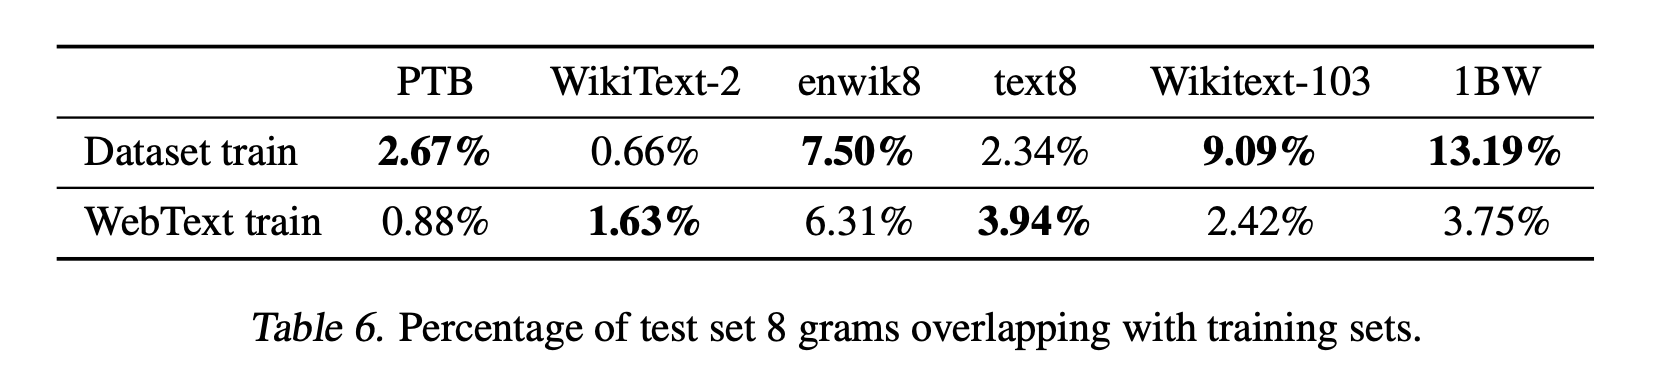 PTB WikiText-2 enwik8 text8 Wikitext-103 1BW
Dataset train 2.67% 0.66% 7.50% 2.34% 9.09% 13.19%
WebText train 0.88% 1.63% 6.31% 3.94% 2.42% 3.75%
Table 6. Percentage of test set 8 grams overlapping with training sets.